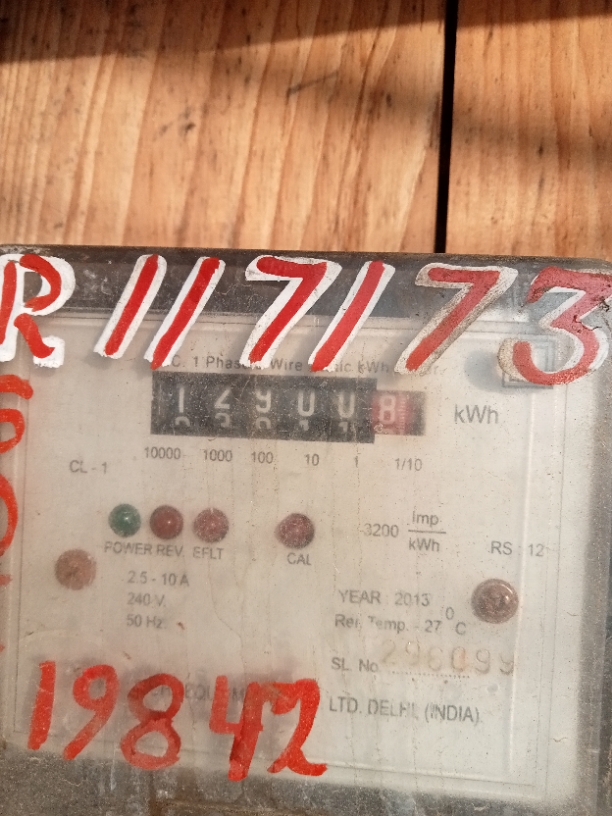 R117173
1 Phase Wire kWh
129008 kWh
10000 1000 100 10 1 1/10
CL - 1
3200 Imp/kWh
POWER REV. EFLT CAL
RS : 12
2.5 - 10 A
240 V
50 Hz
YEAR : 2013
Ref. Temp. - 27 °C
SL. No.
LTD. DELHI, (INDIA)
19842